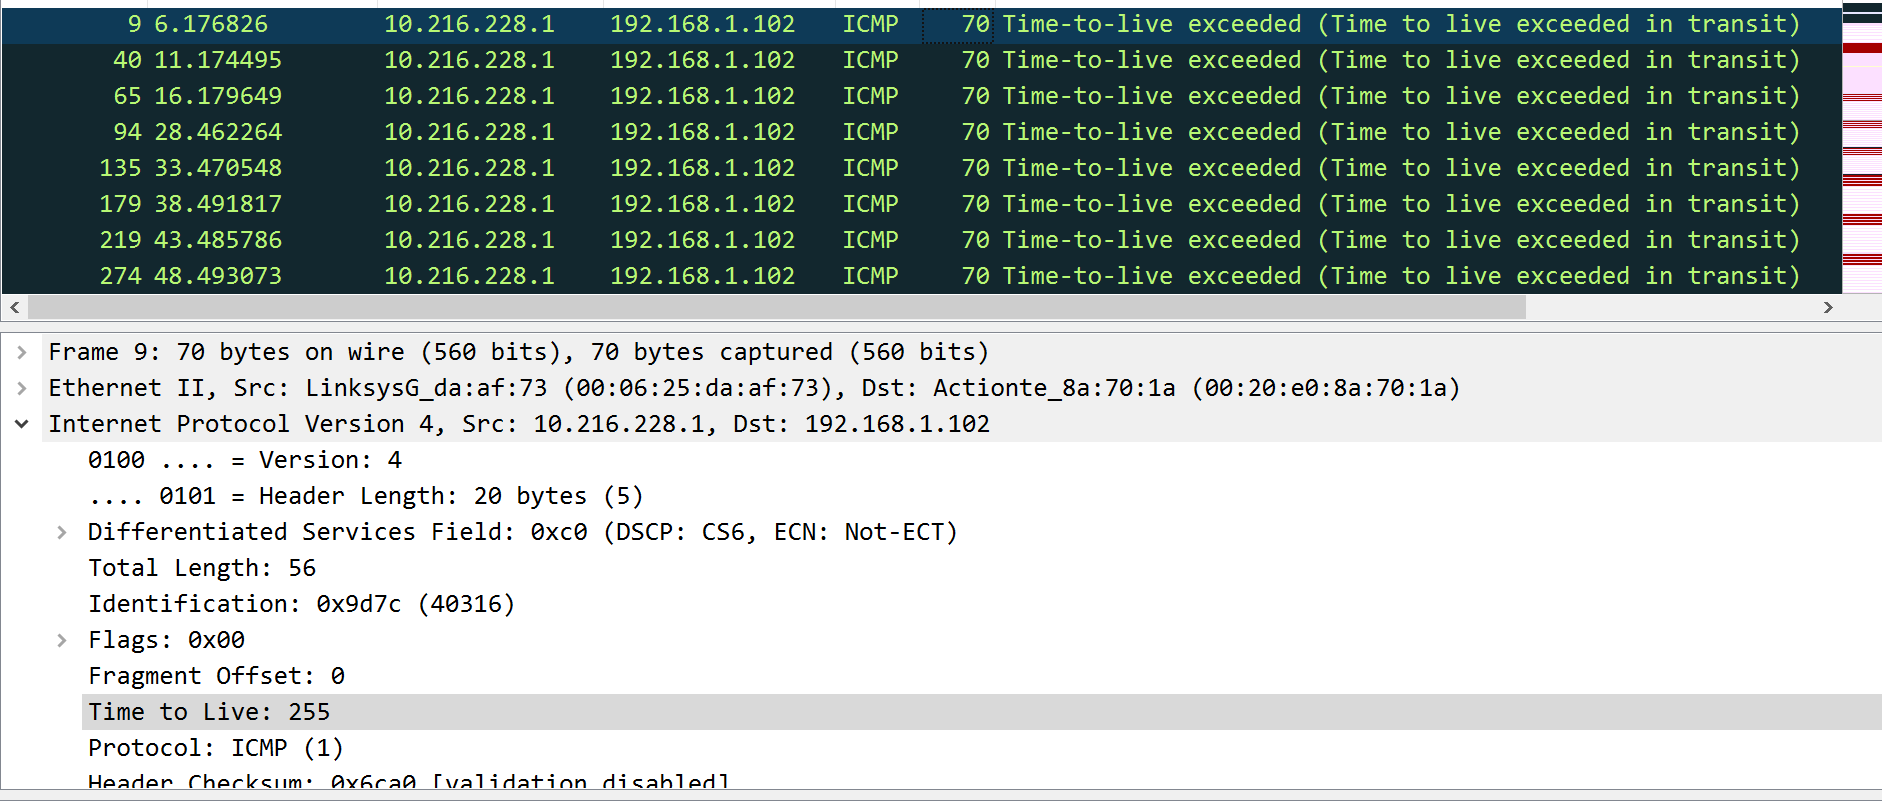 9 6.176826 10.216.228.1 192.168.1.102 ICMP 70 Time-to-live exceeded (Time to live exceeded in transit)
40 11.174495 10.216.228.1 192.168.1.102 ICMP 70 Time-to-live exceeded (Time to live exceeded in transit)
65 16.179649 10.216.228.1 192.168.1.102 ICMP 70 Time-to-live exceeded (Time to live exceeded in transit)
94 28.462264 10.216.228.1 192.168.1.102 ICMP 70 Time-to-live exceeded (Time to live exceeded in transit)
135 33.470548 10.216.228.1 192.168.1.102 ICMP 70 Time-to-live exceeded (Time to live exceeded in transit)
179 38.491817 10.216.228.1 192.168.1.102 ICMP 70 Time-to-live exceeded (Time to live exceeded in transit)
219 43.485786 10.216.228.1 192.168.1.102 ICMP 70 Time-to-live exceeded (Time to live exceeded in transit)
274 48.493073 10.216.228.1 192.168.1.102 ICMP 70 Time-to-live exceeded (Time to live exceeded in transit)
Frame 9: 70 bytes on wire (560 bits), 70 bytes captured (560 bits)
Ethernet II, Src: LinksysG_da:af:73 (00:06:25:da:af:73), Dst: Actionte_8a:70:1a (00:20:e0:8a:70:1a)
Internet Protocol Version 4, Src: 10.216.228.1, Dst: 192.168.1.102
0100 .... = Version: 4
.... 0101 = Header Length: 20 bytes (5)
Differentiated Services Field: 0xc0 (DSCP: CS6, ECN: Not-ECT)
Total Length: 56
Identification: 0x9d7c (40316)
Flags: 0x00
Fragment Offset: 0
Time to Live: 255
Protocol: ICMP (1)
Header Checksum: 0x6ca0 [validation disabled]